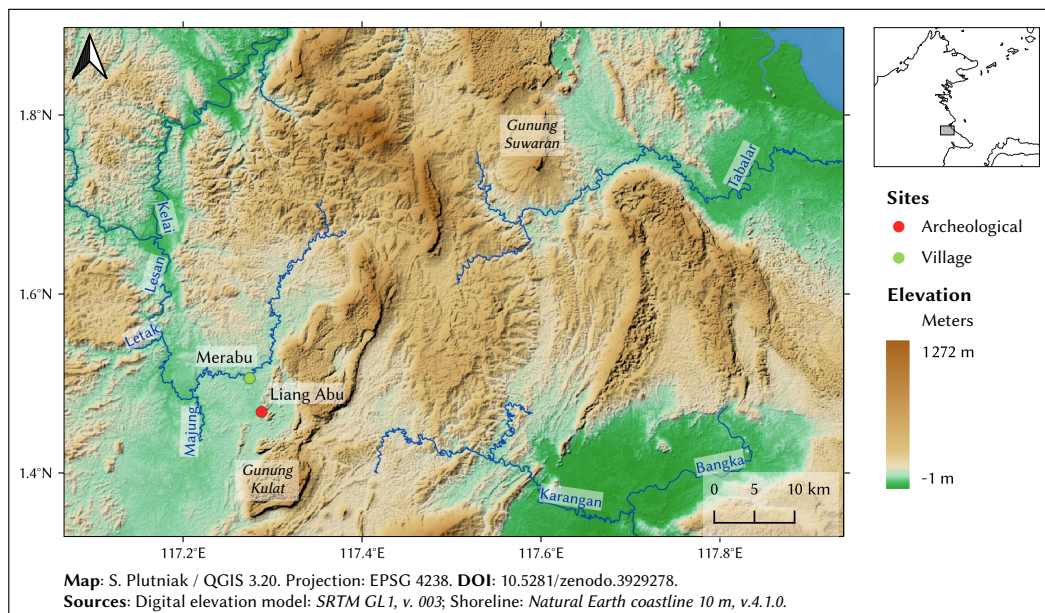 1.8°N
1.6°N
1.4°N
117.2°E
117.4°E
117.6°E
117.8°E
Gunung
Suwaran
Tabalar
Kelai
Lesan
Letak
Merabu
Liang Abu
Majung
Gunung
Kulat
Karangan
Bangka
0 5 10 km
Sites
Archeological
Village
Elevation
Meters
1272 m
-1 m
Map: S. Plutniak / QGIS 3.20. Projection: EPSG 4238. DOI: 10.5281/zenodo.3929278.
Sources: Digital elevation model: SRTM GL1, v. 003; Shoreline: Natural Earth coastline 10 m, v.4.1.0.